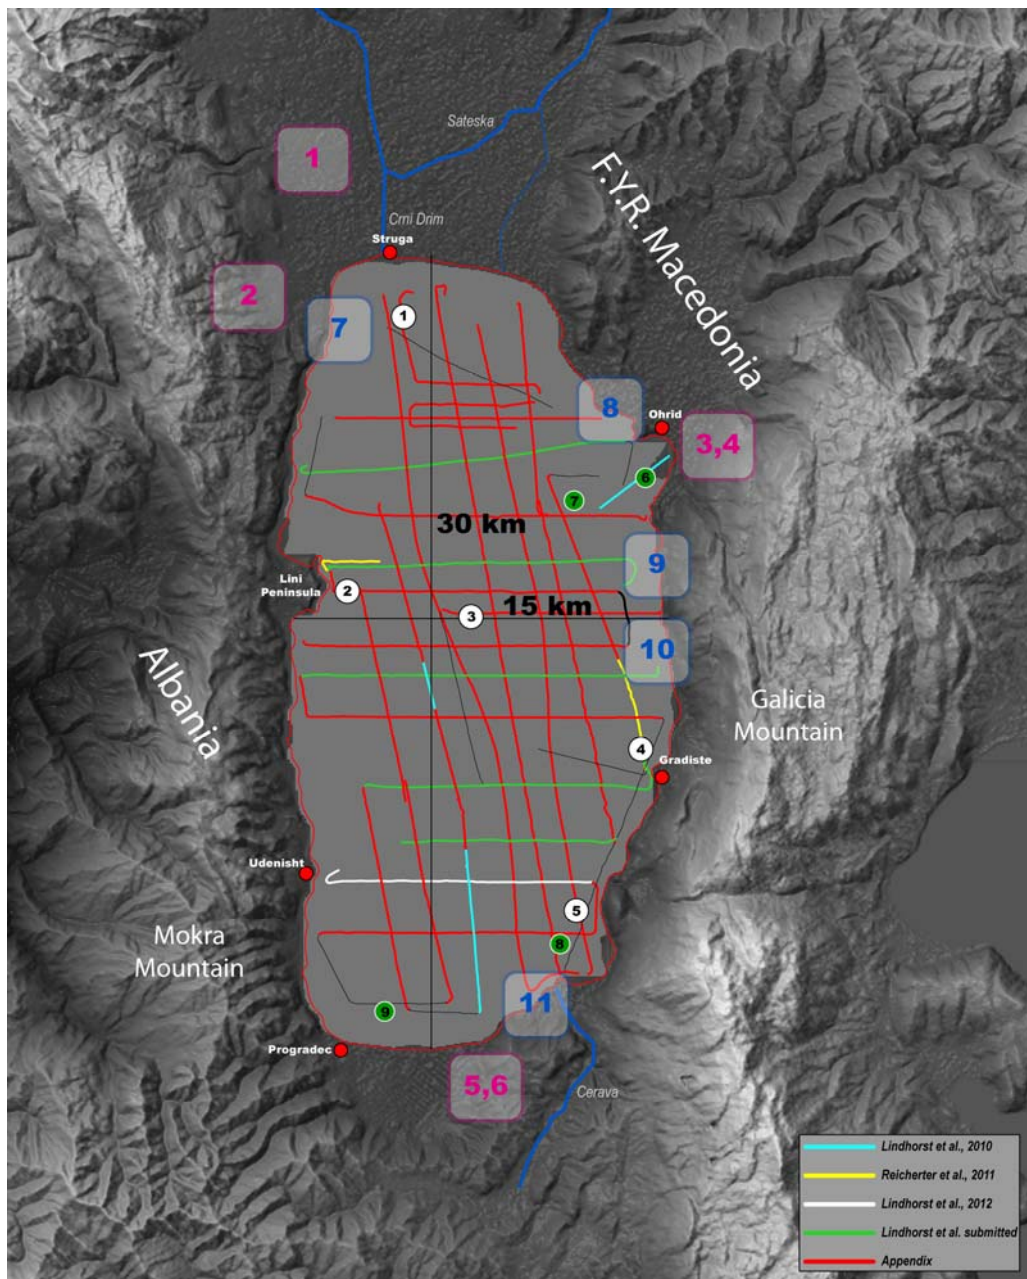 Sateska
1
F.Y.R. Macedonia
Crni Drim
Struga
2
7
1
8
Ohrid
3,4
6
7
30 km
9
Lini
Peninsula
2
15 km
3
10
Albania
Galicia
Mountain
4
Gradiste
Udenisht
5
Mokra
Mountain
8
11
9
Progradec
5,6
Cerava
Lindhorst et al., 2010
Reicherter et al., 2011
Lindhorst et al., 2012
Lindhorst et al. submitted
Appendix